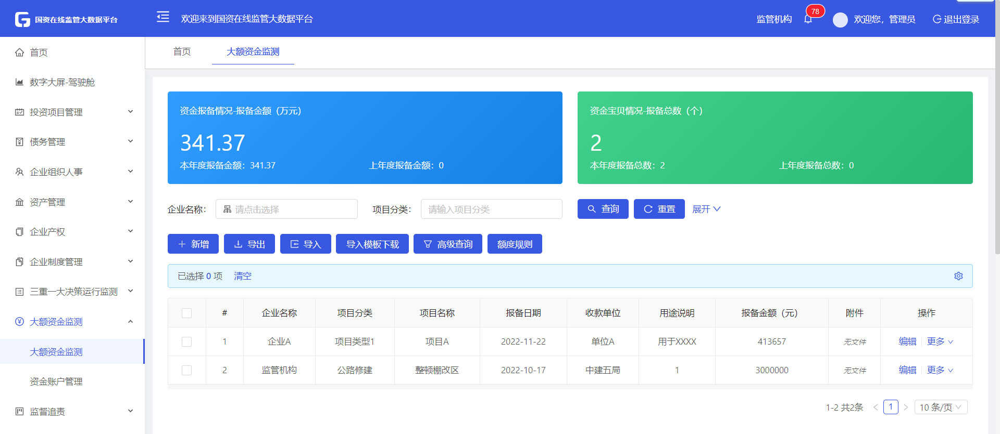 国资在线监管大数据平台
欢迎来到国资在线监管大数据平台
监管机构
78
欢迎您，管理员
退出登录
首页
数字大屏-驾驶舱
投资项目管理
债务管理
企业组织人事
资产管理
企业产权
企业制度管理
三重一大决策运行监测
大额资金监测
大额资金监测
资金账户管理
监督追责
首页 大额资金监测
资金报备情况-报备金额（万元）
341.37
本年度报备金额：341.37 上年度报备金额：0
资金宝贝情况-报备总数（个）
2
本年度报备总数：2 上年度报备总数：0
企业名称： 请点击选择 项目分类： 请输入项目分类 查询 重置 展开
新增 导出 导入 导入模板下载 高级查询 额度规则
已选择 0 项 清空
# 企业名称 项目分类 项目名称 报备日期 收款单位 用途说明 报备金额（元） 附件 操作
1 企业A 项目类型1 项目A 2022-11-22 单位A 用于XXXX 413657 无文件 编辑 更多
2 监管机构 公路修建 整顿棚改区 2022-10-17 中建五局 1 3000000 无文件 编辑 更多
1-2 共2条 < 1 > 10 条/页